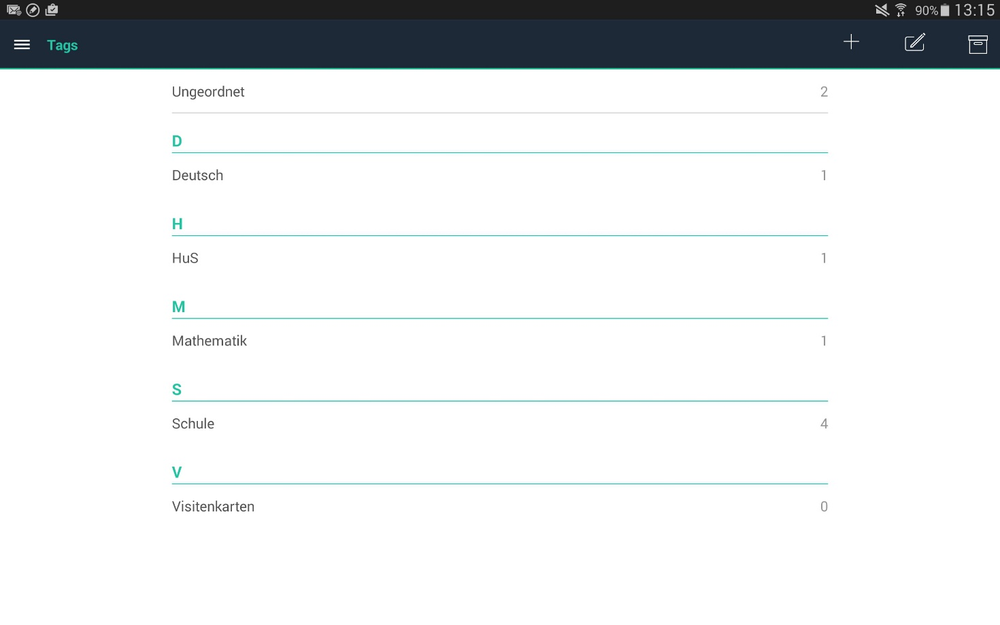 90% 13:15
Tags
Ungeordnet 2
D
Deutsch 1
H
HuS 1
M
Mathematik 1
S
Schule 4
V
Visitenkarten 0